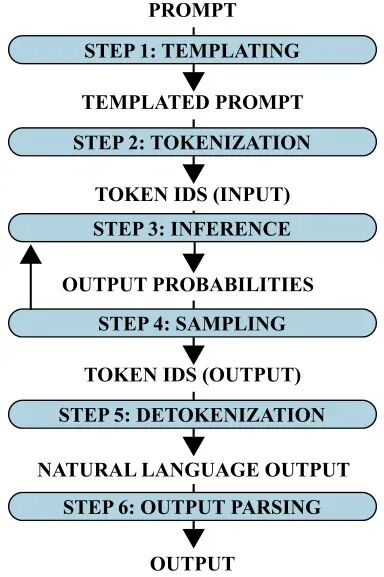 PROMPT
STEP 1: TEMPLATING
TEMPLATED PROMPT
STEP 2: TOKENIZATION
TOKEN IDS (INPUT)
STEP 3: INFERENCE
OUTPUT PROBABILITIES
STEP 4: SAMPLING
TOKEN IDS (OUTPUT)
STEP 5: DETOKENIZATION
NATURAL LANGUAGE OUTPUT
STEP 6: OUTPUT PARSING
OUTPUT